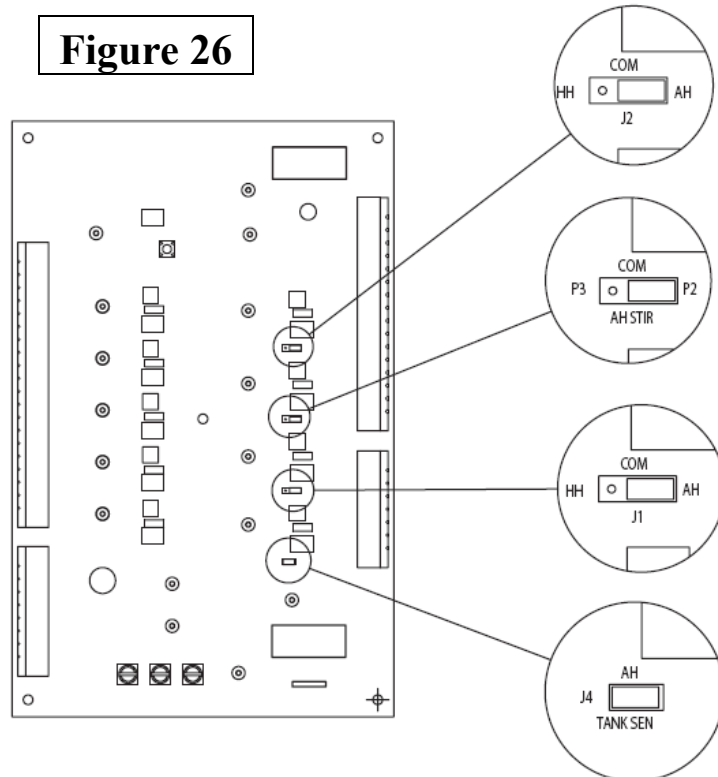 Figure 26
COM
HH AH
J2
COM
P3 P2
AH STIR
COM
HH AH
J1
AH
J4
TANK SEN